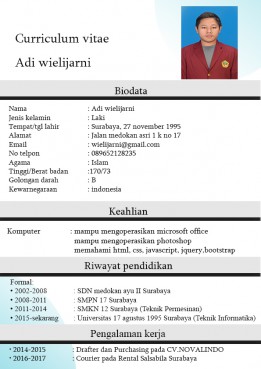 Curriculum vitae
Adi wielijarni
Biodata
Nama : Adi wielijarni
Jenis kelamin : Laki
Tempat/tgl lahir : Surabaya, 27 november 1995
Alamat : Jalan medokan asri 1 k no 17
Email : wielijarni@gmail.com
No telpon : 089652128235
Agama : Islam
Tinggi/Berat badan :170/73
Golongan darah : B
Kewarnegaraan : indonesia
Keahlian
Komputer : mampu mengoperasikan microsoft office
mampu mengoperasikan photoshop
memahami html, css, javascript, jquery.bootstrap
Riwayat pendidikan
Formal:
• 2002-2008 : SDN medokan ayu II Surabaya
• 2008-2011 : SMPN 17 Surabaya
• 2011-2014 : SMKN 12 Surabaya (Teknik Permesinan)
• 2015-sekarang : Universitas 17 agustus 1995 Surabaya (Teknik Informatika)
Pengalaman kerja
• 2014-2015 : Drafter dan Purchasing pada CV.NOVALINDO
• 2016-2017 : Courier pada Rental Salsabila Surabaya